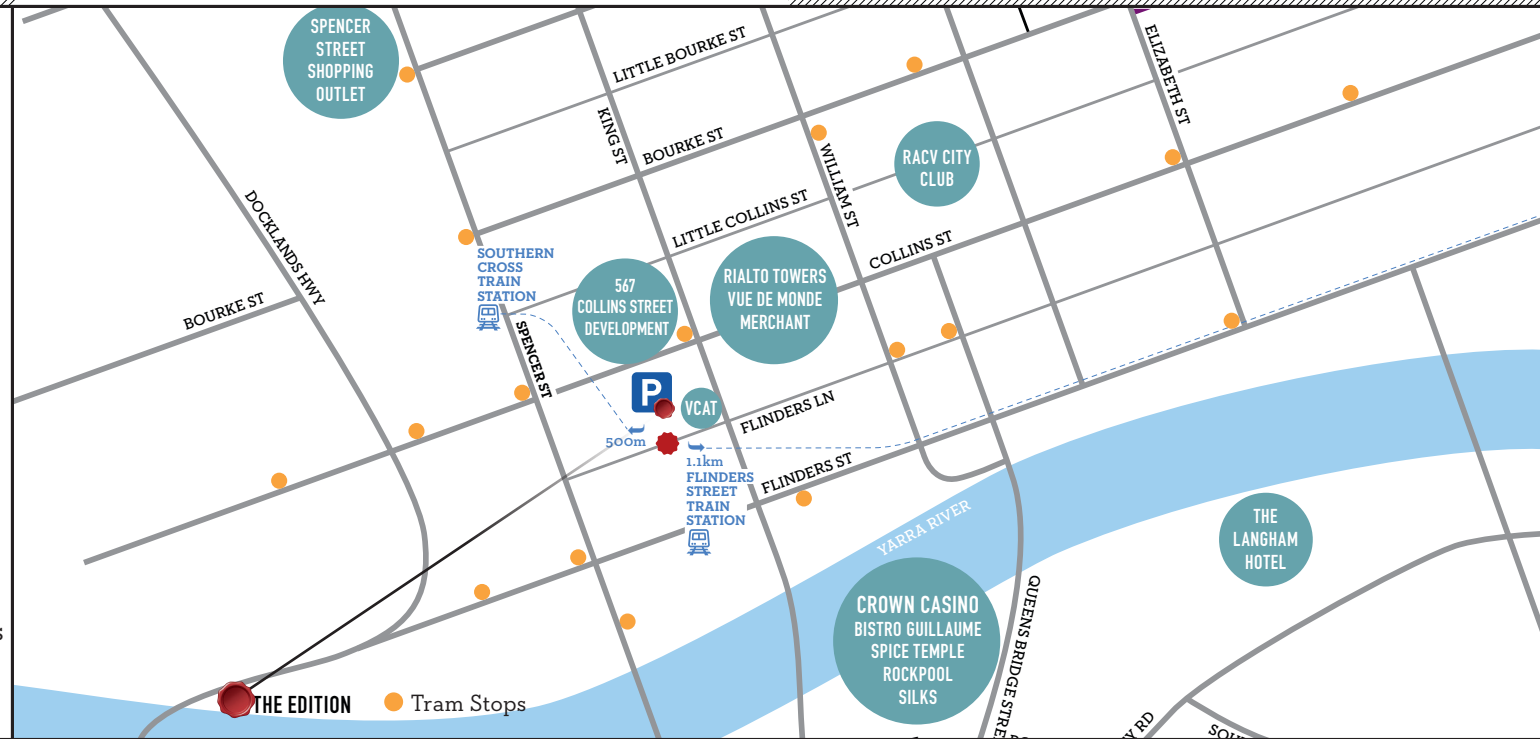 SPENCER
STREET
SHOPPING
OUTLET
LITTLE BOURKE ST
ELIZABETH ST
KING ST
BOURKE ST
WILLIAM ST
RACV CITY
CLUB
DOCKLANDS HWY
LITTLE COLLINS ST
COLLINS ST
SOUTHERN
CROSS
TRAIN
STATION
567
COLLINS STREET
DEVELOPMENT
RIALTO TOWERS
VUE DE MONDE
MERCHANT
BOURKE ST
SPENCER ST
P
VCAT
FLINDERS LN
500m
1.1km
FLINDERS
STREET
TRAIN
STATION
FLINDERS ST
YARRA RIVER
THE
LANGHAM
HOTEL
CROWN CASINO
BISTRO GUILLAUME
SPICE TEMPLE
ROCKPOOL
SILKS
QUEENS BRIDGE STRE
THE EDITION
Tram Stops
Y RD